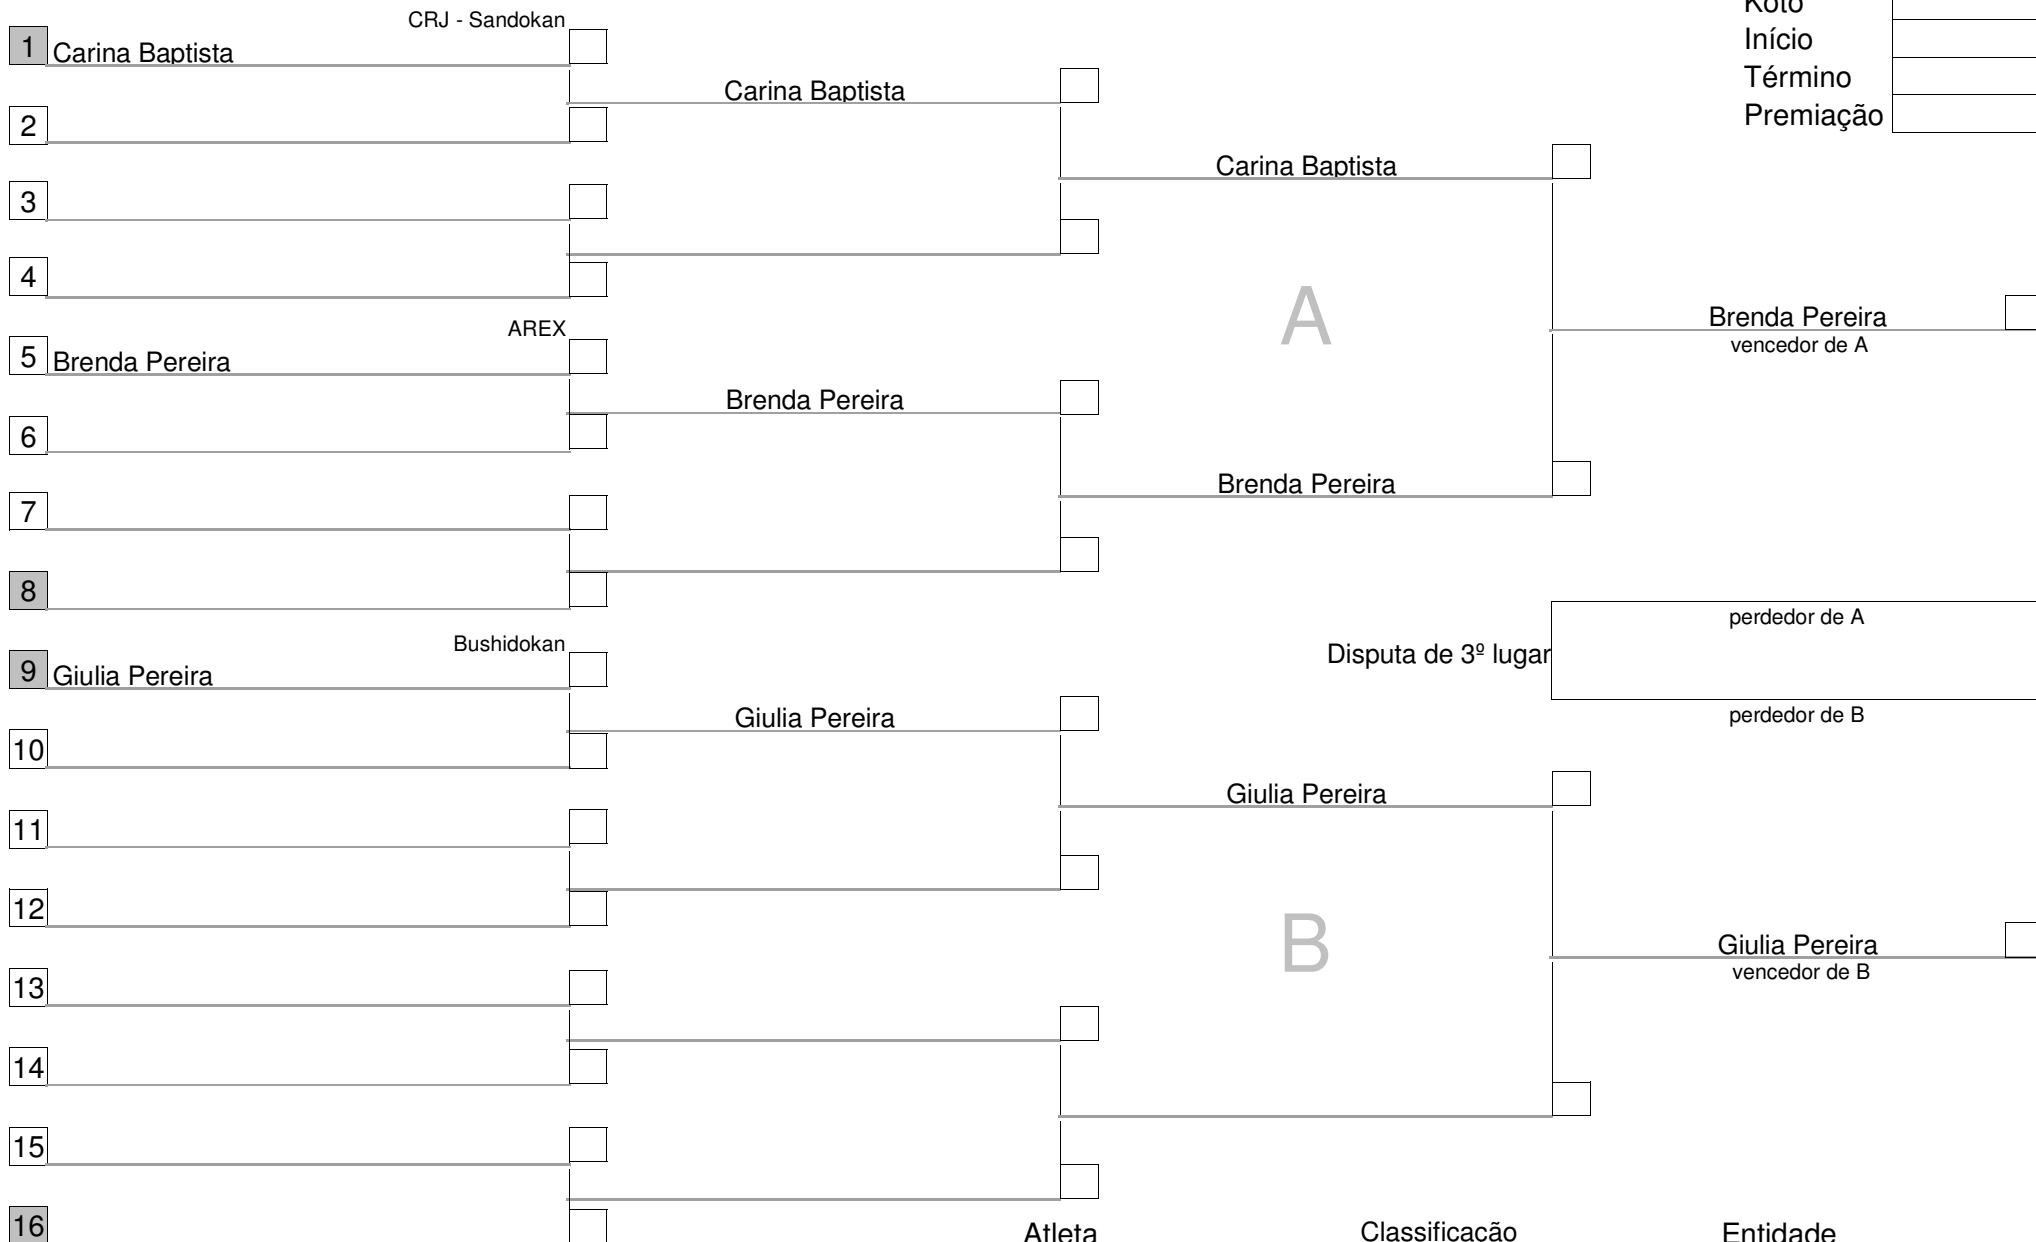 CRJ - Sandokan
1 Carina Baptista
Koto
Início
Término
Premiação
Carina Baptista
2
Carina Baptista
3
4
A
AREX
5 Brenda Pereira
Brenda Pereira
vencedor de A
Brenda Pereira
6
Brenda Pereira
7
8
perdedor de A
Bushidokan
9 Giulia Pereira
Disputa de 3º lugar
perdedor de B
Giulia Pereira
10
Giulia Pereira
11
12
B
Giulia Pereira
vencedor de B
13
14
15
16
Atleta Classificação Entidade